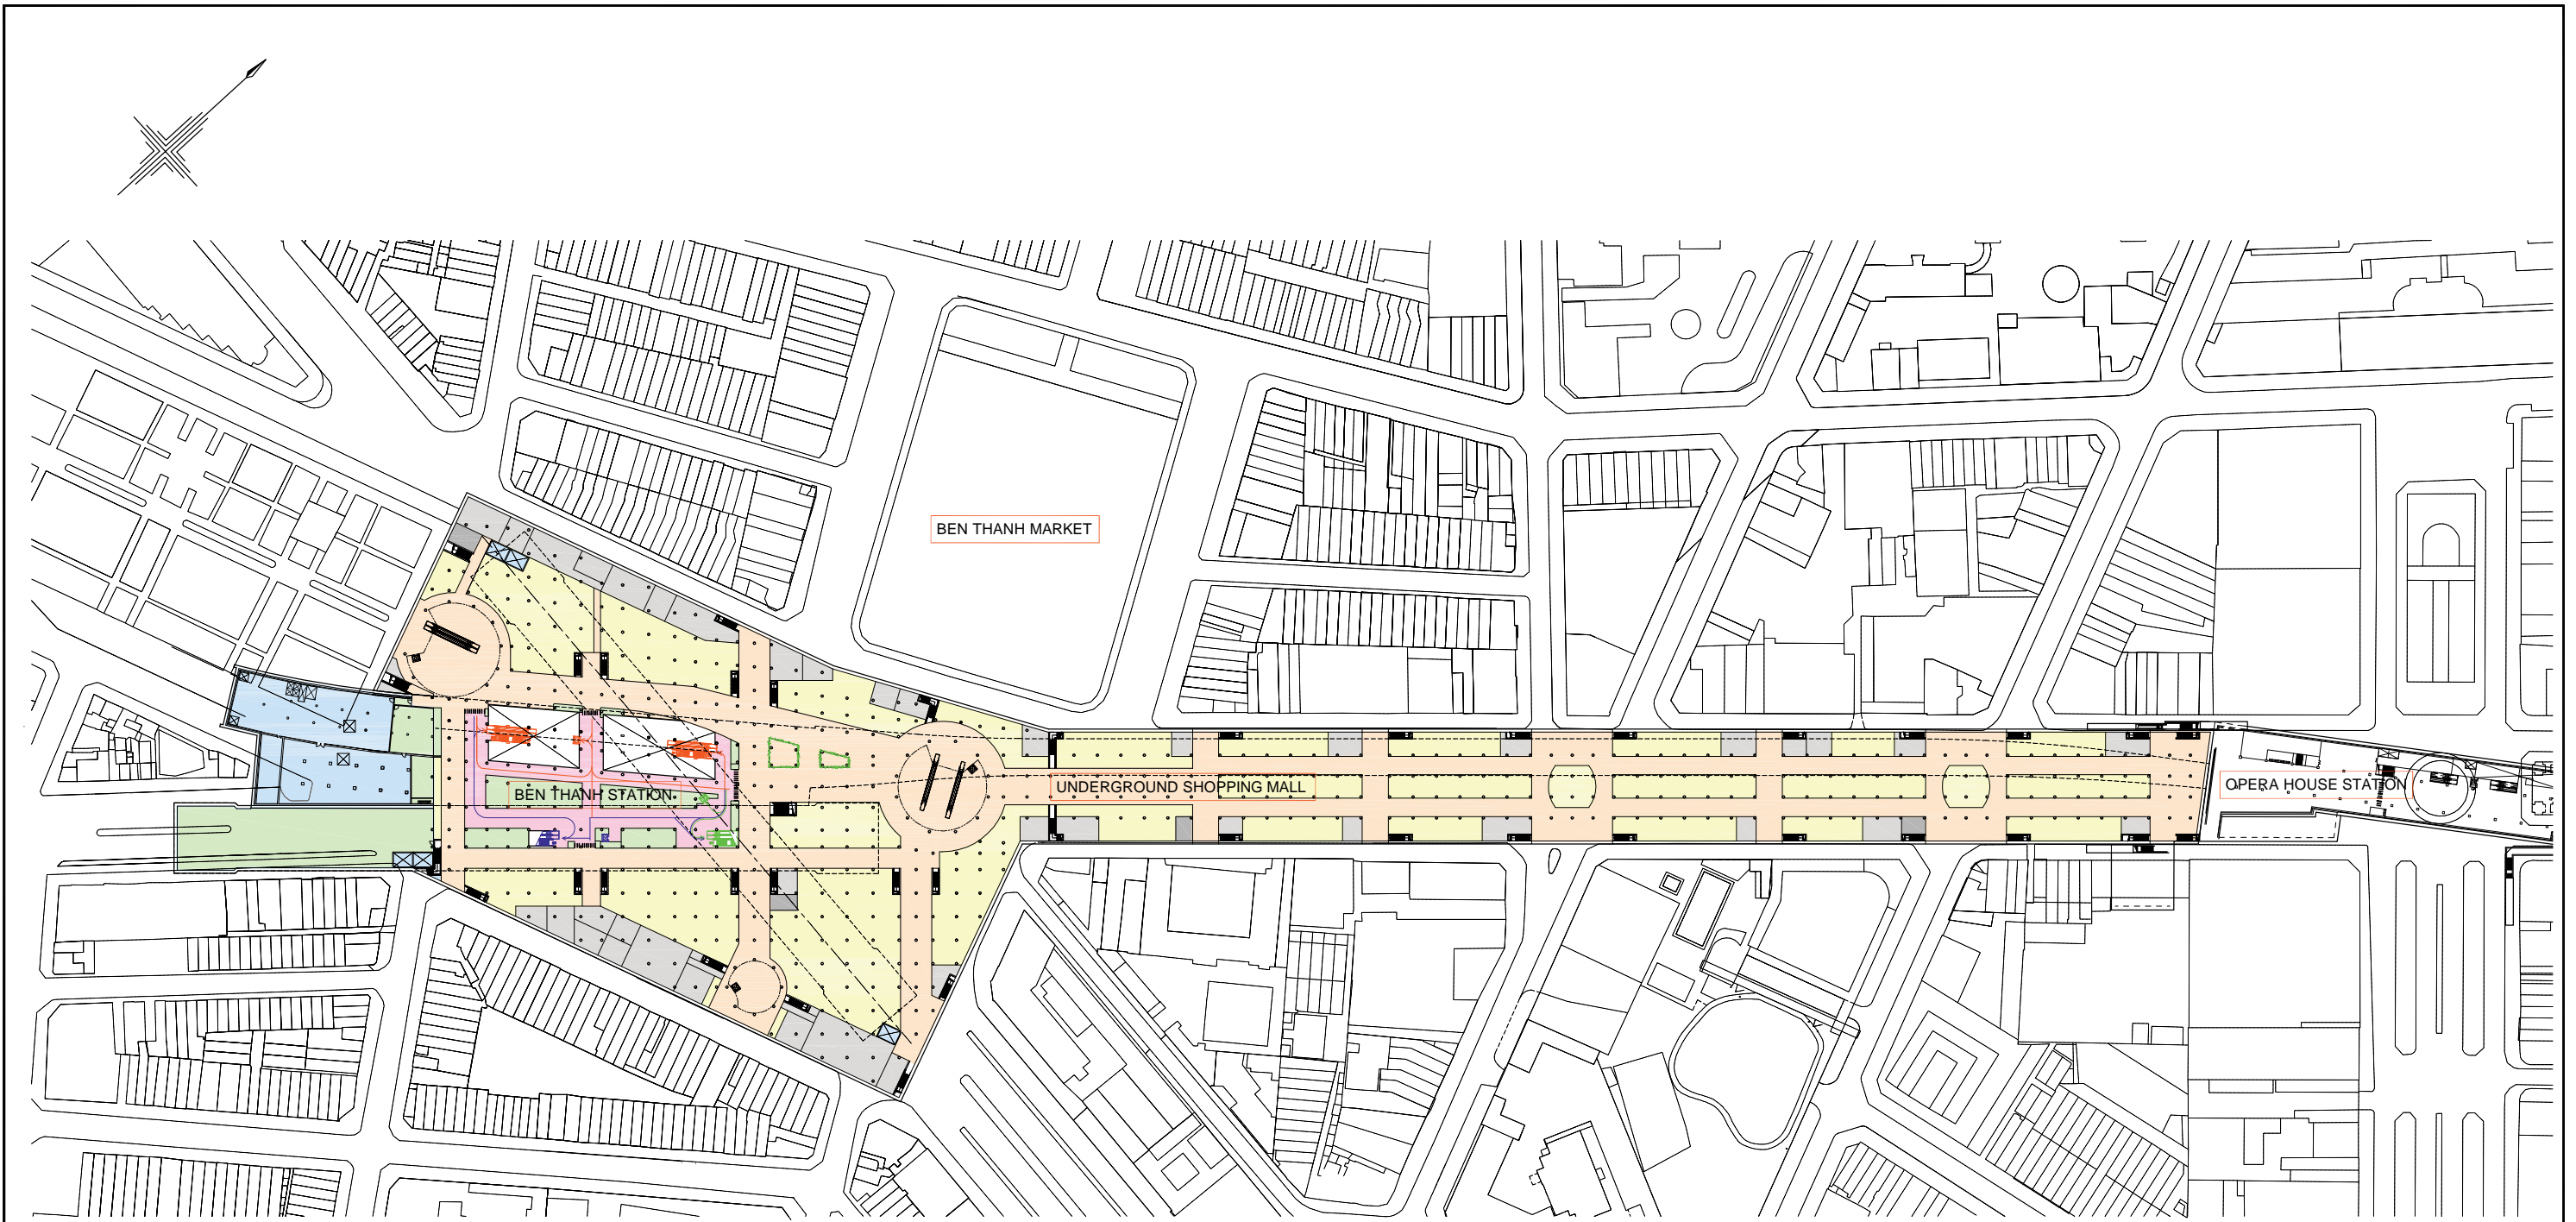 BEN THANH MARKET
BEN THANH STATION
UNDERGROUND SHOPPING MALL
OPERA HOUSE STATION